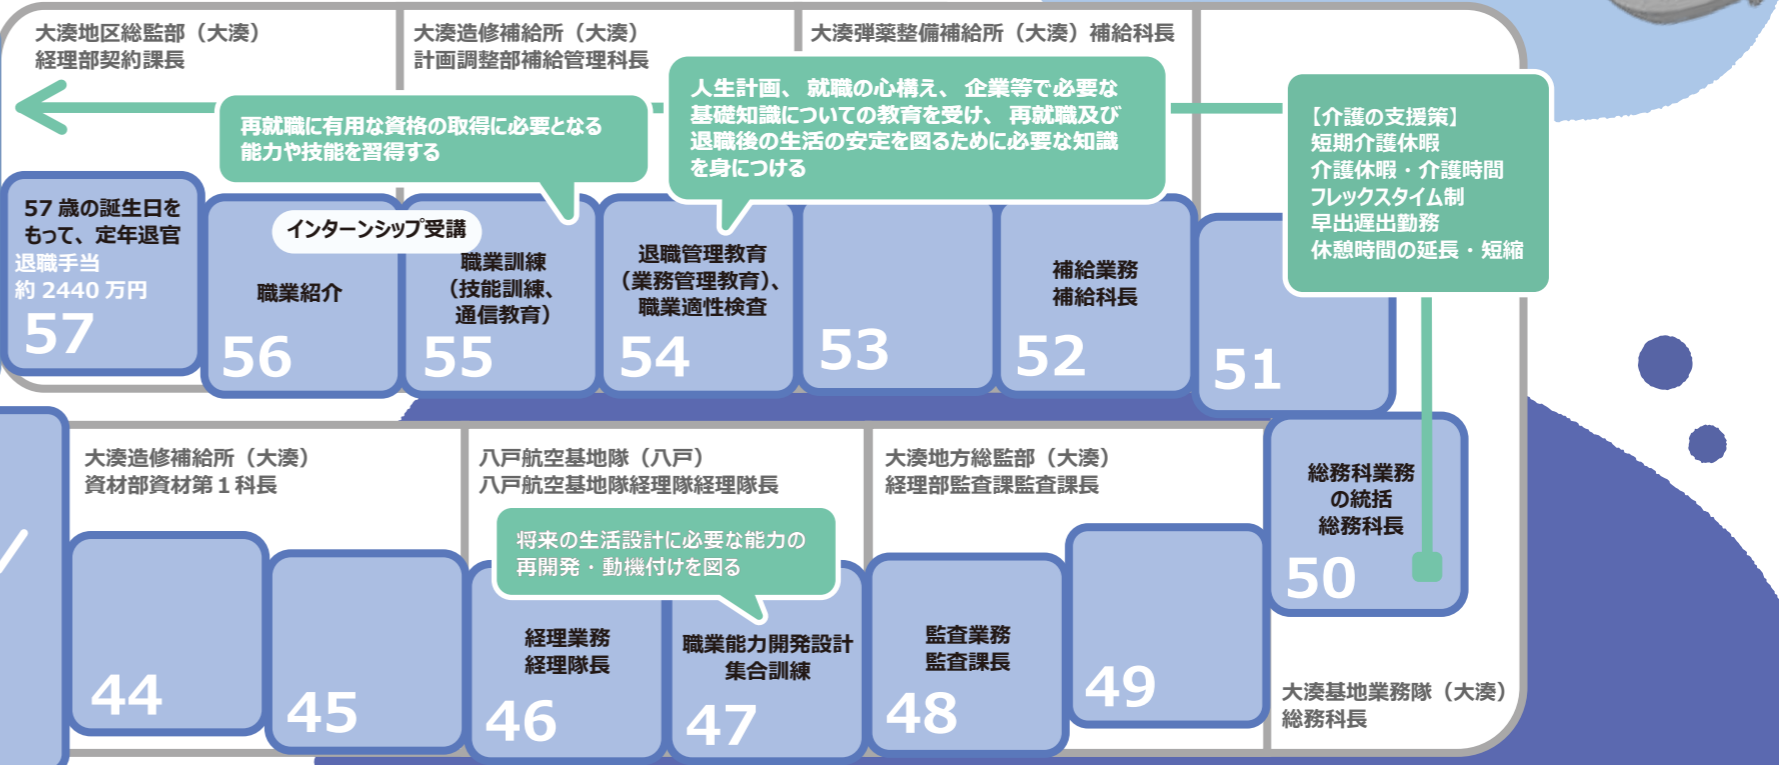 大湊地区総監部（大湊）
経理部契約課長
大湊造修補給所（大湊）
計画調整部補給管理科長
大湊弾薬整備補給所（大湊）補給科長
再就職に有用な資格の取得に必要となる
能力や技能を習得する
人生計画、 就職の心構え、 企業等で必要な
基礎知識についての教育を受け、 再就職及び
退職後の生活の安定を図るために必要な知識
を身につける
【介護の支援策】
短期介護休暇
介護休暇・介護時間
フレックスタイム制
早出遅出勤務
休憩時間の延長・短縮
57 歳の誕生日を
もって、定年退官
退職手当
約 2440 万円
57
インターンシップ受講
職業紹介
56
職業訓練
（技能訓練、
通信教育）
55
退職管理教育
（業務管理教育）、
職業適性検査
54
53
補給業務
補給科長
52
51
大湊造修補給所（大湊）
資材部資材第１科長
八戸航空基地隊（八戸）
八戸航空基地隊経理隊経理隊長
大湊地方総監部（大湊）
経理部監査課監査課長
総務科業務
の統括
総務科長
50
将来の生活設計に必要な能力の
再開発・動機付けを図る
44
45
経理業務
経理隊長
46
職業能力開発設計
集合訓練
47
監査業務
監査課長
48
49
大湊基地業務隊（大湊）
総務科長